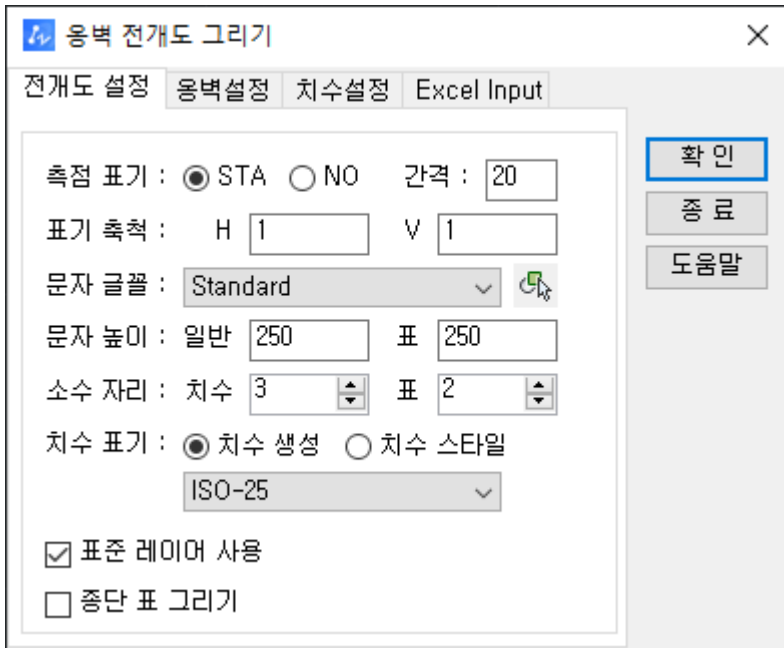 옹벽 전개도 그리기
전개도 설정 옹벽설정 치수설정 Excel Input
측점 표기 : STA NO 간격 : 20
표기 축척 : H 1 V 1
문자 글꼴 : Standard
문자 높이 : 일반 250 표 250
소수 자리 : 치수 3 표 2
치수 표기 : 치수 생성 치수 스타일
ISO-25
표준 레이어 사용
종단 표 그리기
확 인
종 료
도움말